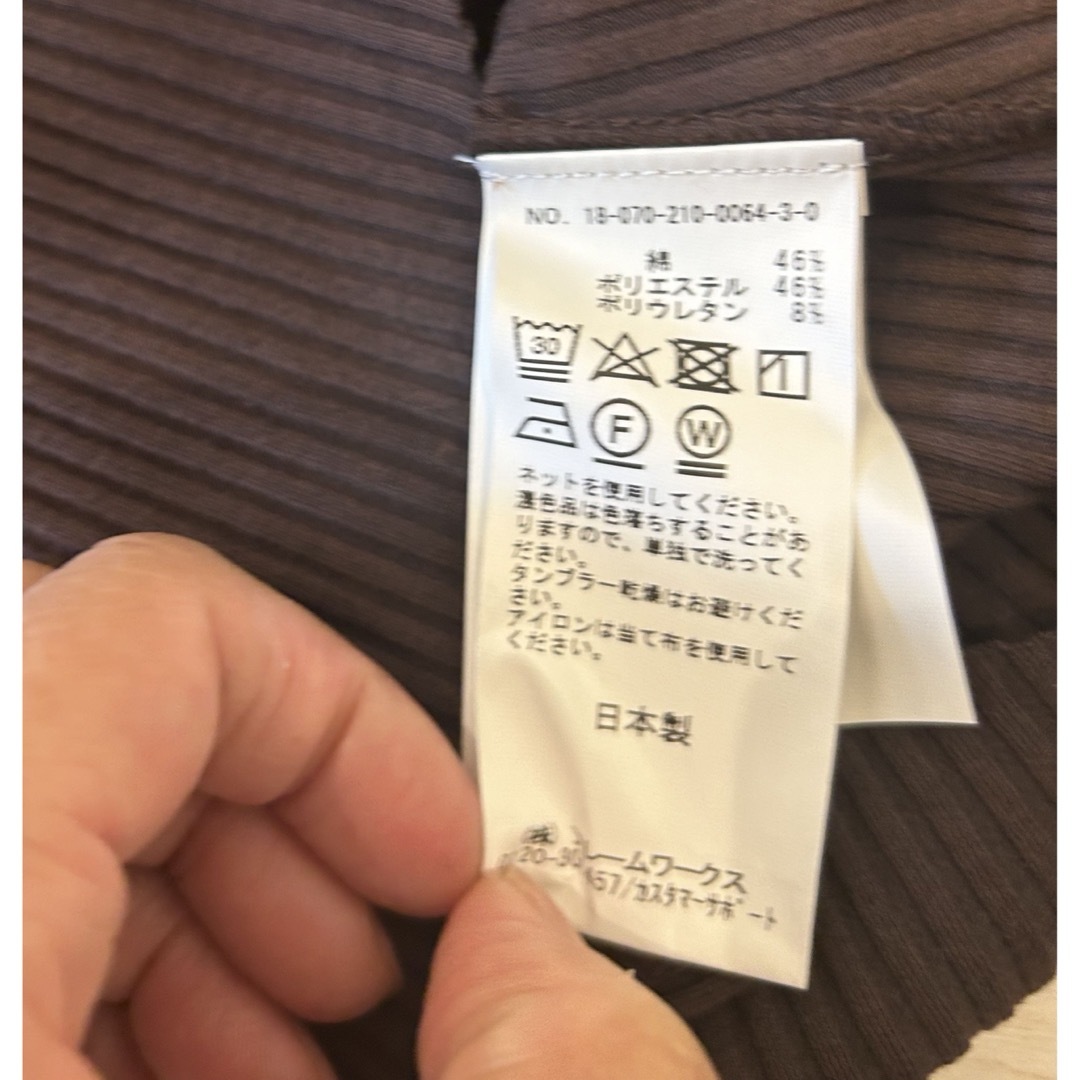 NO. 18-070-210-0064-3-0
綿 46%
ポリエステル 46%
ポリウレタン 8%
30
F W
ネットを使用してください。
濃色品は色落ちすることがあ
りますので、単独で洗ってく
ださい。
タンブラー乾燥はお避けくだ
さい。
アイロンは当て布を使用して
ください。
日本製
(株) フレームワークス
カスタマーサポート